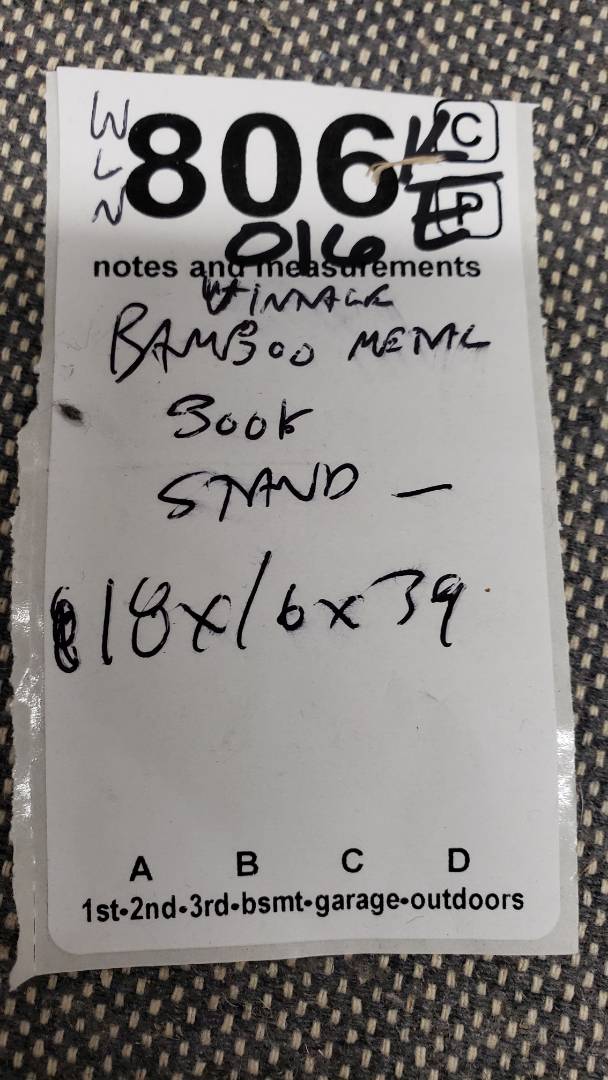 W
L
N
806 K C
E P
016
notes and measurements
VINTAGE
BAMBOO METAL
BOOK
STAND —
18x16x39
A B C D
1st•2nd•3rd•bsmt•garage•outdoors